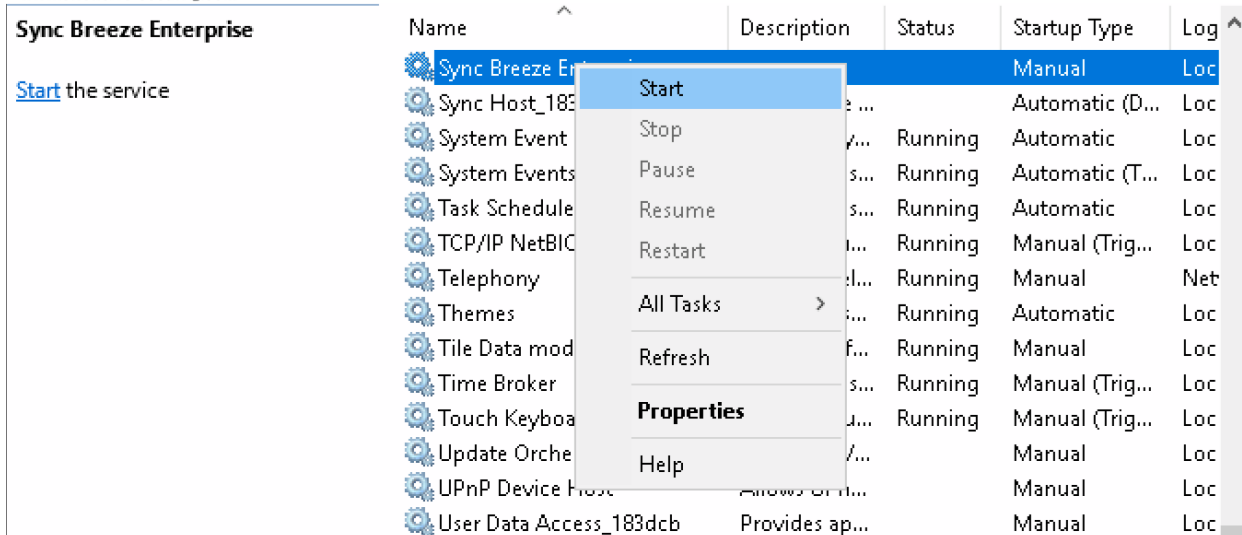 Sync Breeze Enterprise
Start the service
Name Description Status Startup Type Log
Sync Breeze Manual Loc
Sync Host_183 ... Automatic (D... Loc
System Event ... Running Automatic Loc
System Events s... Running Automatic (T... Loc
Task Schedule s... Running Automatic Loc
TCP/IP NetBIO ... Running Manual (Trig... Loc
Telephony ... Running Manual Net
Themes ... Running Automatic Loc
Tile Data mod f... Running Manual Loc
Time Broker s... Running Manual (Trig... Loc
Touch Keyboa ... Running Manual (Trig... Loc
Update Orche ... Manual Loc
UPnP Device Manual Loc
User Data Access_183dcb Provides ap... Manual Loc
Start
Stop
Pause
Resume
Restart
All Tasks >
Refresh
Properties
Help